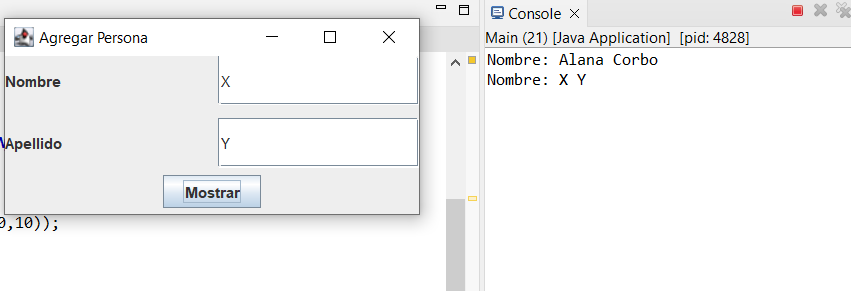 Agregar Persona
Nombre
X
Apellido
Y
Mostrar
0,10));
Console
Main (21) [Java Application] [pid: 4828]
Nombre: Alana Corbo
Nombre: X Y